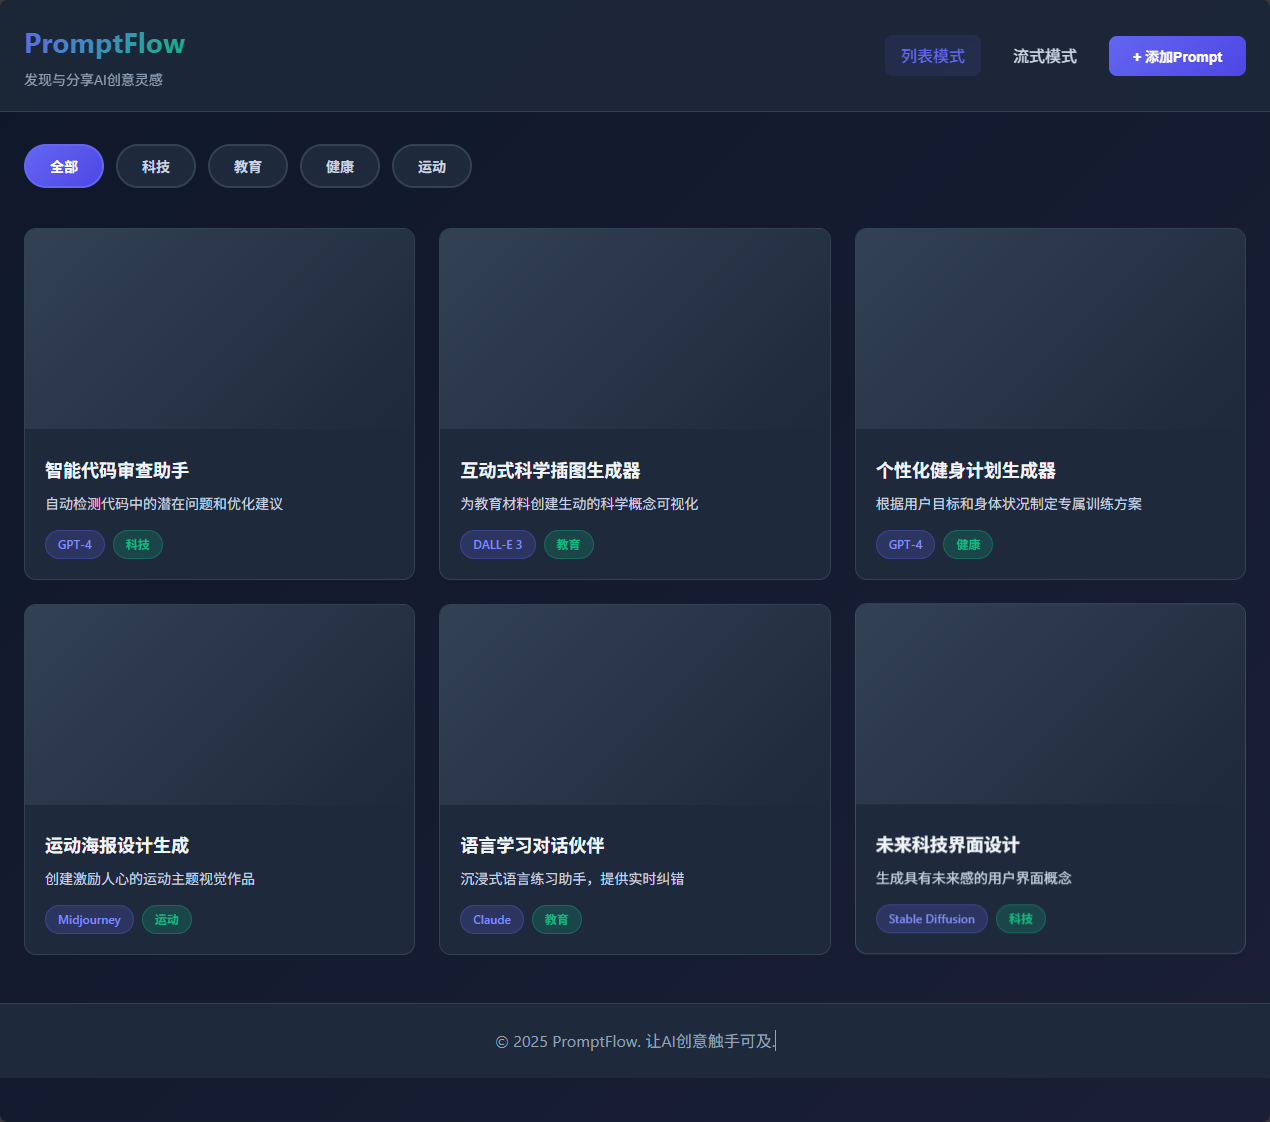 PromptFlow
发现与分享AI创意灵感
列表模式
流式模式
+ 添加Prompt
全部
科技
教育
健康
运动
智能代码审查助手
自动检测代码中的潜在问题和优化建议
GPT-4
科技
互动式科学插图生成器
为教育材料创建生动的科学概念可视化
DALL-E 3
教育
个性化健身计划生成器
根据用户目标和身体状况制定专属训练方案
GPT-4
健康
运动海报设计生成
创建激励人心的运动主题视觉作品
Midjourney
运动
语言学习对话伙伴
沉浸式语言练习助手，提供实时纠错
Claude
教育
未来科技界面设计
生成具有未来感的用户界面概念
Stable Diffusion
科技
© 2025 PromptFlow. 让AI创意触手可及.